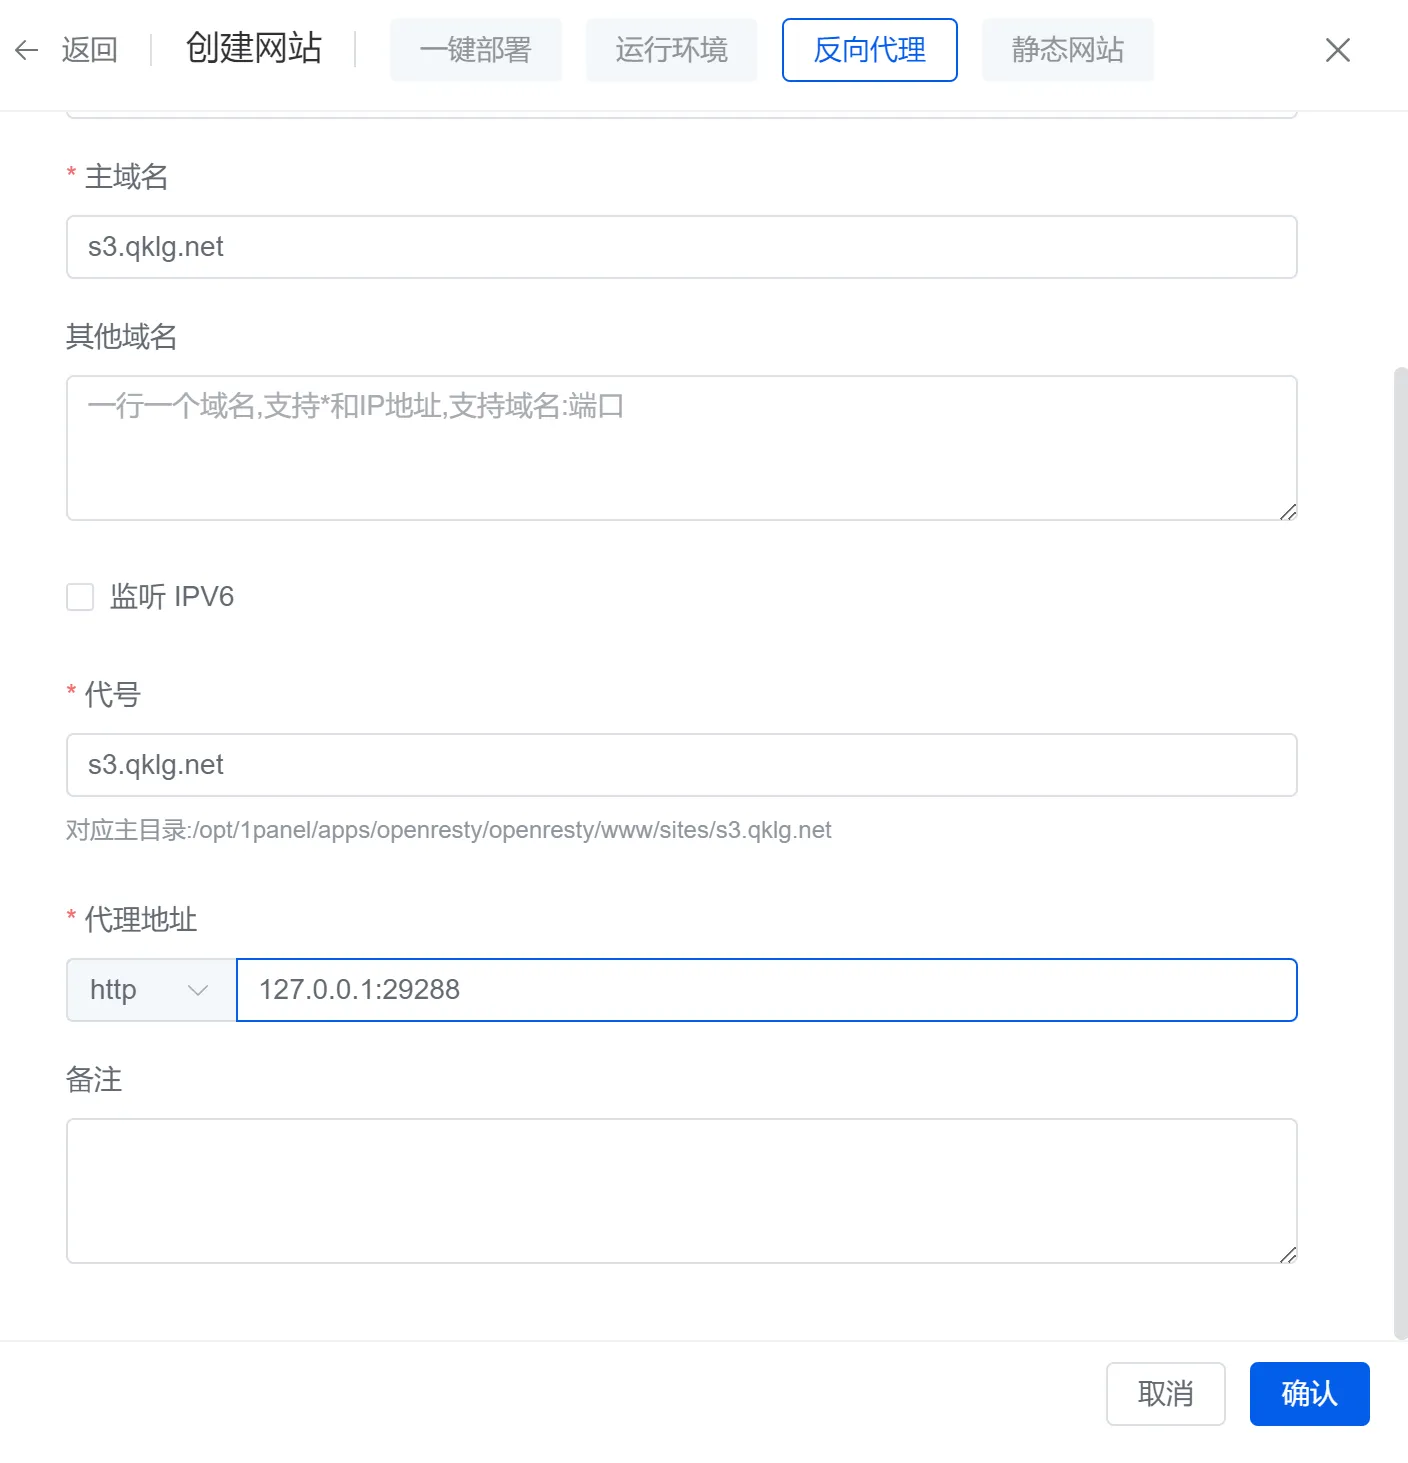 返回 创建网站 一键部署 运行环境 反向代理 静态网站
* 主域名
s3.qklg.net
其他域名
一行一个域名,支持*和IP地址,支持域名:端口
监听 IPV6
* 代号
s3.qklg.net
对应主目录:/opt/1panel/apps/openresty/openresty/www/sites/s3.qklg.net
* 代理地址
http 127.0.0.1:29288
备注
取消 确认